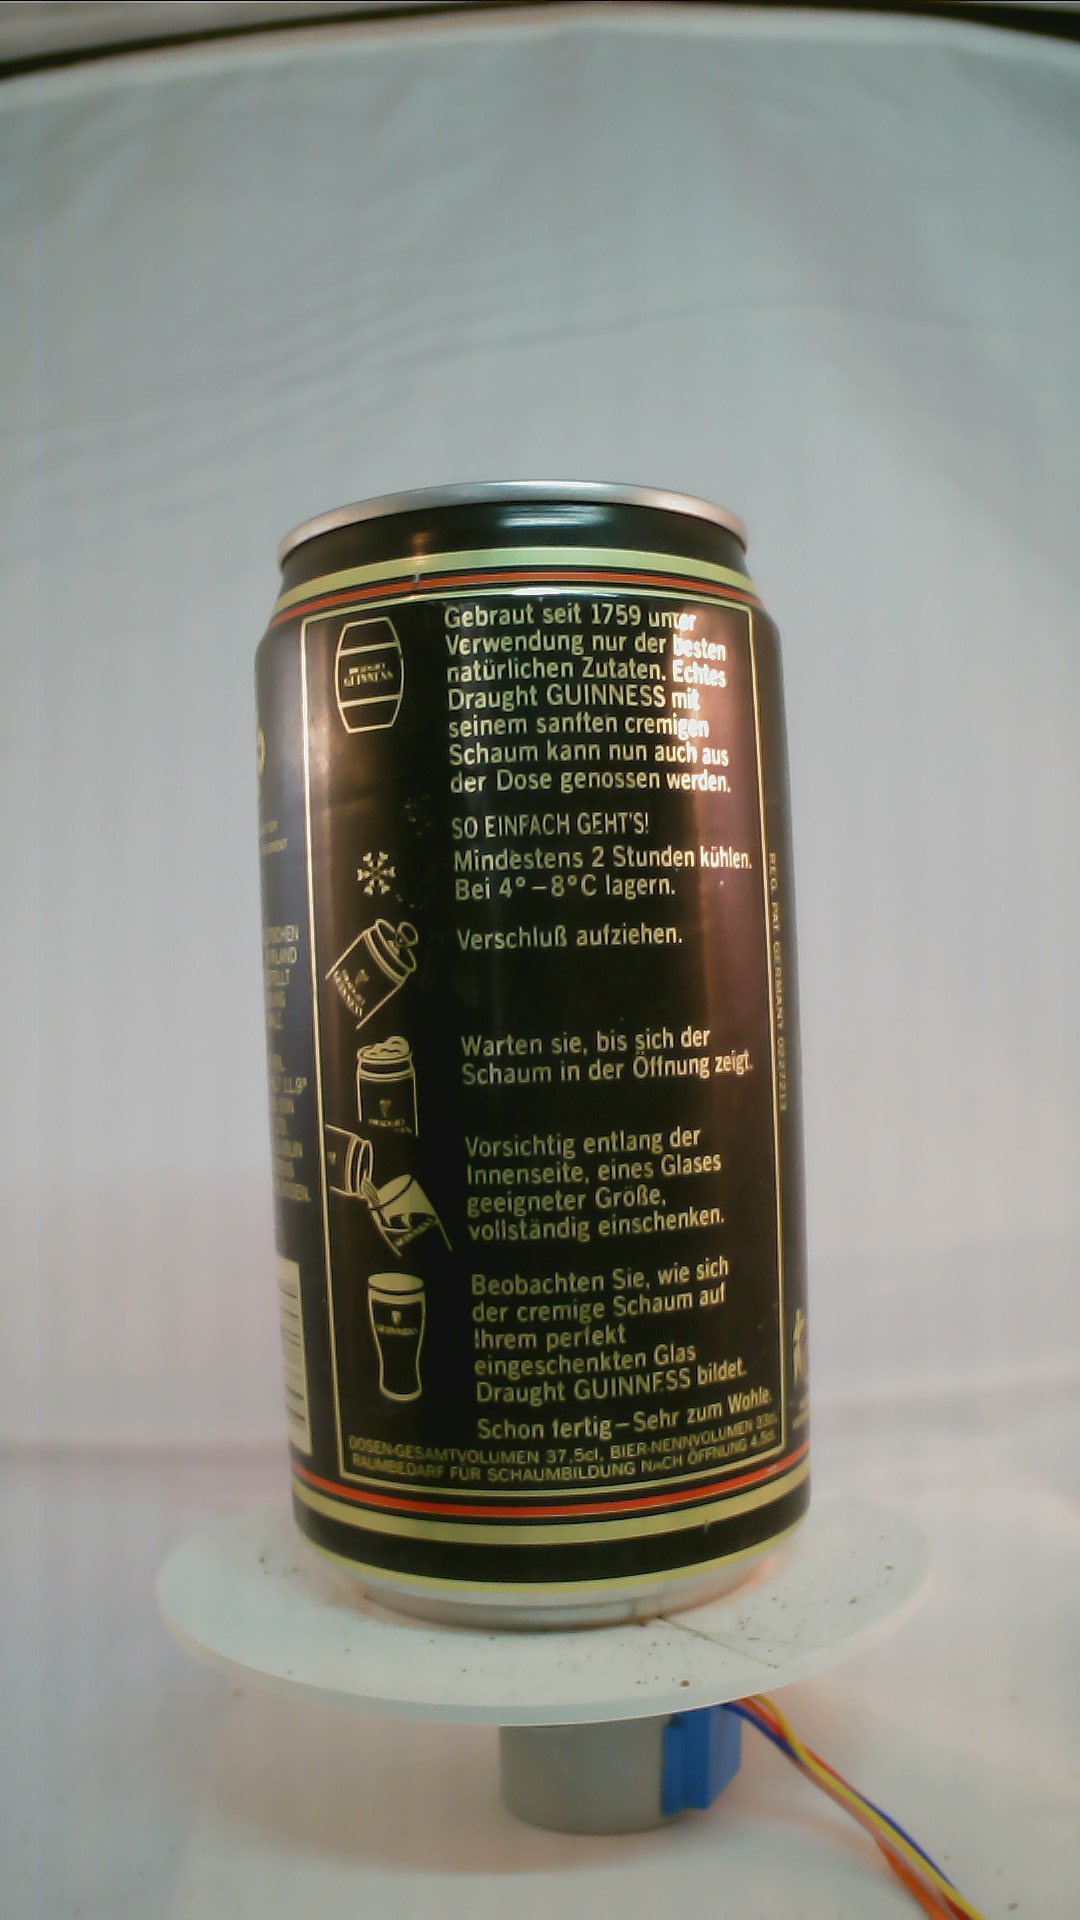 Gebraut seit 1759 unter
Verwendung nur der besten
natürlichen Zutaten. Echtes
Draught GUINNESS mit
seinem sanften cremigen
Schaum kann nun auch aus
der Dose genossen werden.
SO EINFACH GEHT'S!
Mindestens 2 Stunden kühlen.
Bei 4° – 8°C lagern.
Verschluß aufziehen.
Warten sie, bis sich der
Schaum in der Öffnung zeigt.
Vorsichtig entlang der
Innenseite, eines Glases
geeigneter Größe,
vollständig einschenken.
Beobachten Sie, wie sich
der cremige Schaum auf
Ihrem perfekt
eingeschenkten Glas
Draught GUINNESS bildet.
Schon fertig – Sehr zum Wohle.
DOSEN-GESAMTVOLUMEN 37,5cl, BIER-NENNVOLUMEN 33cl,
RAUMBEDARF FÜR SCHAUMBILDUNG NACH ÖFFNUNG 4,5cl.
GUINNESS
REG. PAT. GERMANY 0227213
11.9°